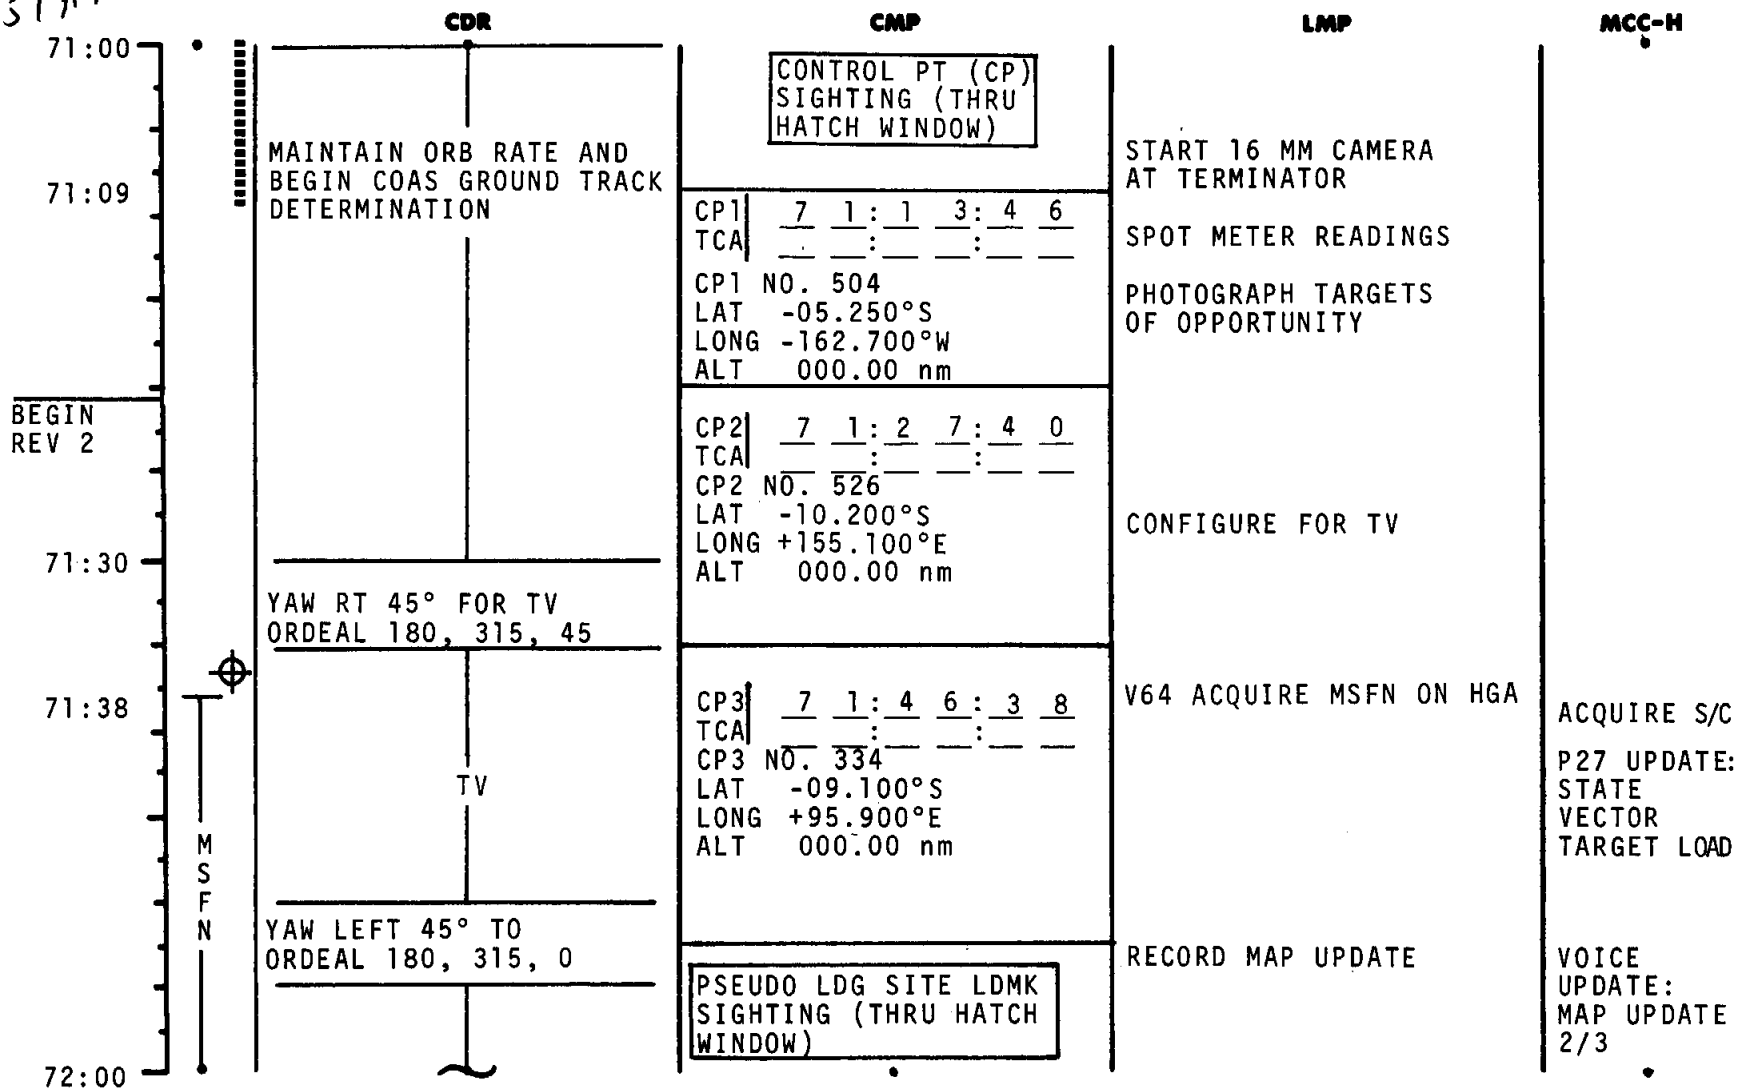 CDR CMP LMP MCC-H
71:00
CONTROL PT (CP)
SIGHTING (THRU
HATCH WINDOW)
MAINTAIN ORB RATE AND
BEGIN COAS GROUND TRACK
DETERMINATION
START 16 MM CAMERA
AT TERMINATOR
71:09
CP1 7 1:1 3:4 6
TCA : :
SPOT METER READINGS
CP1 NO. 504
LAT -05.250°S
LONG -162.700°W
ALT 000.00 nm
PHOTOGRAPH TARGETS
OF OPPORTUNITY
BEGIN
REV 2
CP2 7 1:2 7:4 0
TCA : :
CP2 NO. 526
LAT -10.200°S
LONG +155.100°E
ALT 000.00 nm
CONFIGURE FOR TV
71:30
YAW RT 45° FOR TV
ORDEAL 180, 315, 45
71:38
CP3 7 1:4 6:3 8
TCA : :
CP3 NO. 334
LAT -09.100°S
LONG +95.900°E
ALT 000.00 nm
V64 ACQUIRE MSFN ON HGA
ACQUIRE S/C
P27 UPDATE:
STATE
VECTOR
TARGET LOAD
TV
MSFN
YAW LEFT 45° TO
ORDEAL 180, 315, 0
PSEUDO LDG SITE LDMK
SIGHTING (THRU HATCH
WINDOW)
RECORD MAP UPDATE
VOICE
UPDATE:
MAP UPDATE
2/3
72:00